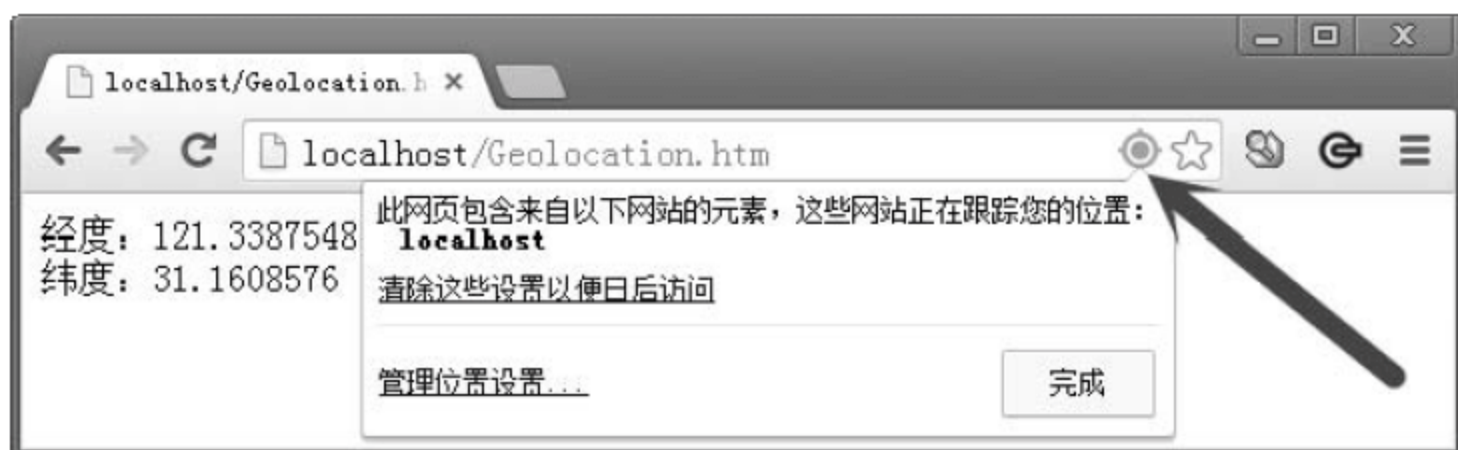 localhost/Geolocation.h
localhost/Geolocation.htm
经度：121.3387548
纬度：31.1608576
此网页包含来自以下网站的元素，这些网站正在跟踪您的位置：
localhost
清除这些设置以便日后访问
管理位置设置...
完成